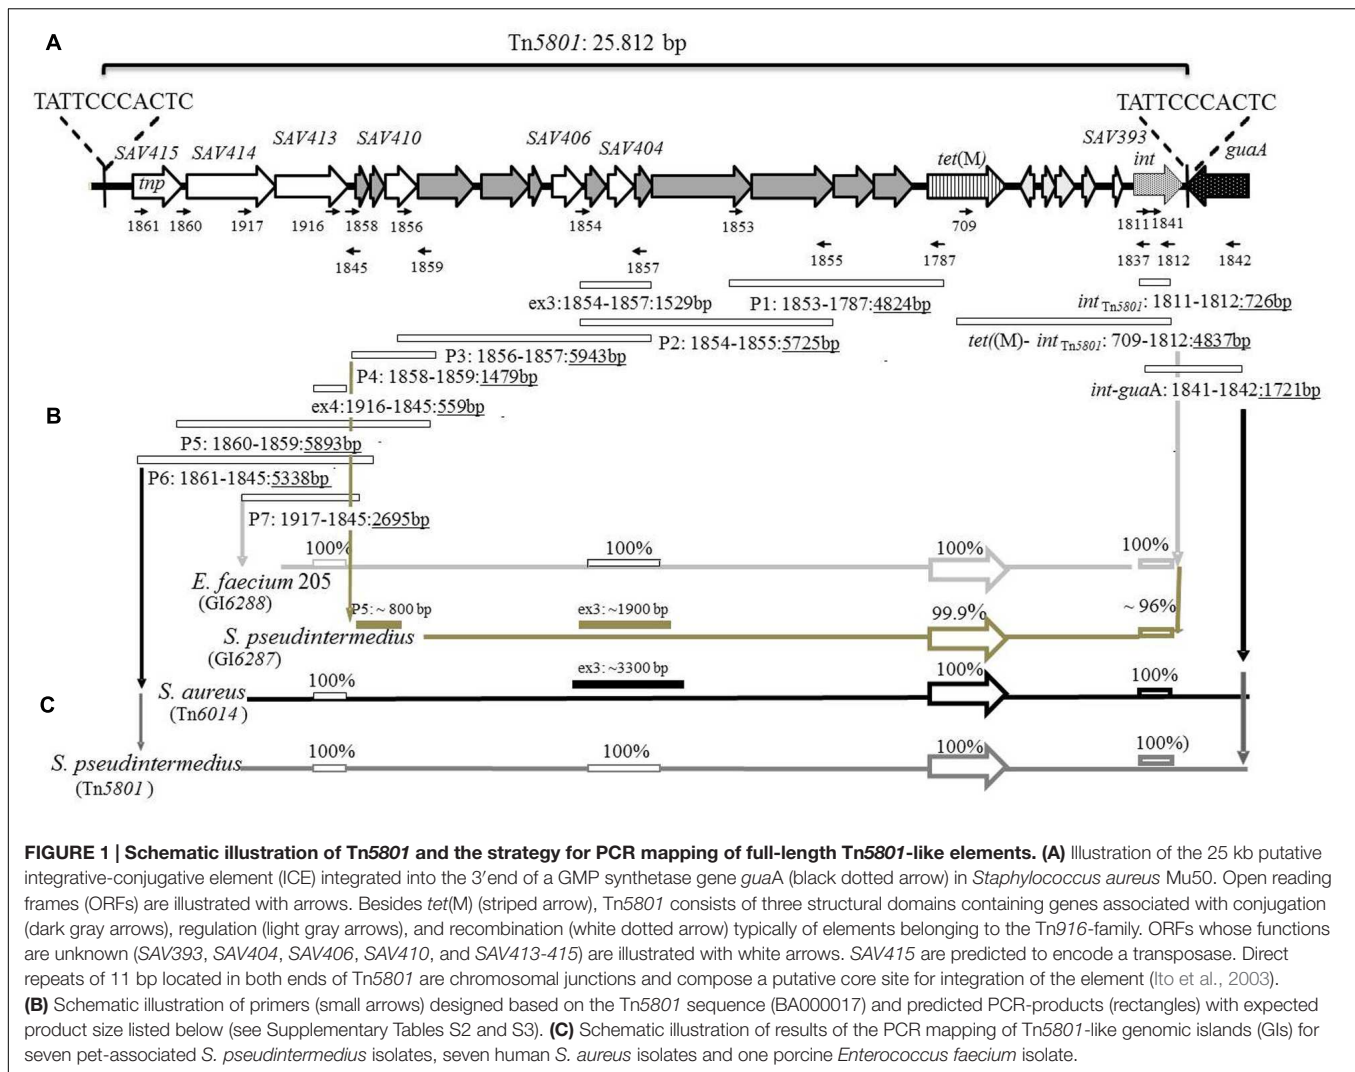 A
Tn5801: 25.812 bp
TATTCCCACTC
TATTCCCACTC
SAV415
SAV414
SAV413
SAV410
SAV406
SAV404
tet(M)
SAV393
int
guaA
tnp
1861
1860
1917
1916
1858
1856
1854
1853
709
1811
1841
1845
1859
1857
1855
1787
1837
1812
1842
ex3:1854-1857:1529bp
P1: 1853-1787:4824bp
int Tn5801: 1811-1812:726bp
P2: 1854-1855:5725bp
tet((M)- int Tn5801: 709-1812:4837bp
P3: 1856-1857:5943bp
P4: 1858-1859:1479bp
int-guaA: 1841-1842:1721bp
ex4:1916-1845:559bp
B
P5: 1860-1859:5893bp
P6: 1861-1845:5338bp
P7: 1917-1845:2695bp
100%
100%
100%
100%
E. faecium 205
(GI6288)
P5: ~ 800 bp
ex3: ~1900 bp
99.9%
~ 96%
S. pseudintermedius
(GI6287)
ex3: ~3300 bp
C
100%
100%
100%
S. aureus
(Tn6014 )
100%
100%
100%
100%)
S. pseudintermedius
(Tn5801 )
FIGURE 1 | Schematic illustration of Tn5801 and the strategy for PCR mapping of full-length Tn5801-like elements. (A) Illustration of the 25 kb putative
integrative-conjugative element (ICE) integrated into the 3′end of a GMP synthetase gene guaA (black dotted arrow) in Staphylococcus aureus Mu50. Open reading
frames (ORFs) are illustrated with arrows. Besides tet(M) (striped arrow), Tn5801 consists of three structural domains containing genes associated with conjugation
(dark gray arrows), regulation (light gray arrows), and recombination (white dotted arrow) typically of elements belonging to the Tn916-family. ORFs whose functions
are unknown (SAV393, SAV404, SAV406, SAV410, and SAV413-415) are illustrated with white arrows. SAV415 are predicted to encode a transposase. Direct
repeats of 11 bp located in both ends of Tn5801 are chromosomal junctions and compose a putative core site for integration of the element (Ito et al., 2003).
(B) Schematic illustration of primers (small arrows) designed based on the Tn5801 sequence (BA000017) and predicted PCR-products (rectangles) with expected
product size listed below (see Supplementary Tables S2 and S3). (C) Schematic illustration of results of the PCR mapping of Tn5801-like genomic islands (GIs) for
seven pet-associated S. pseudintermedius isolates, seven human S. aureus isolates and one porcine Enterococcus faecium isolate.